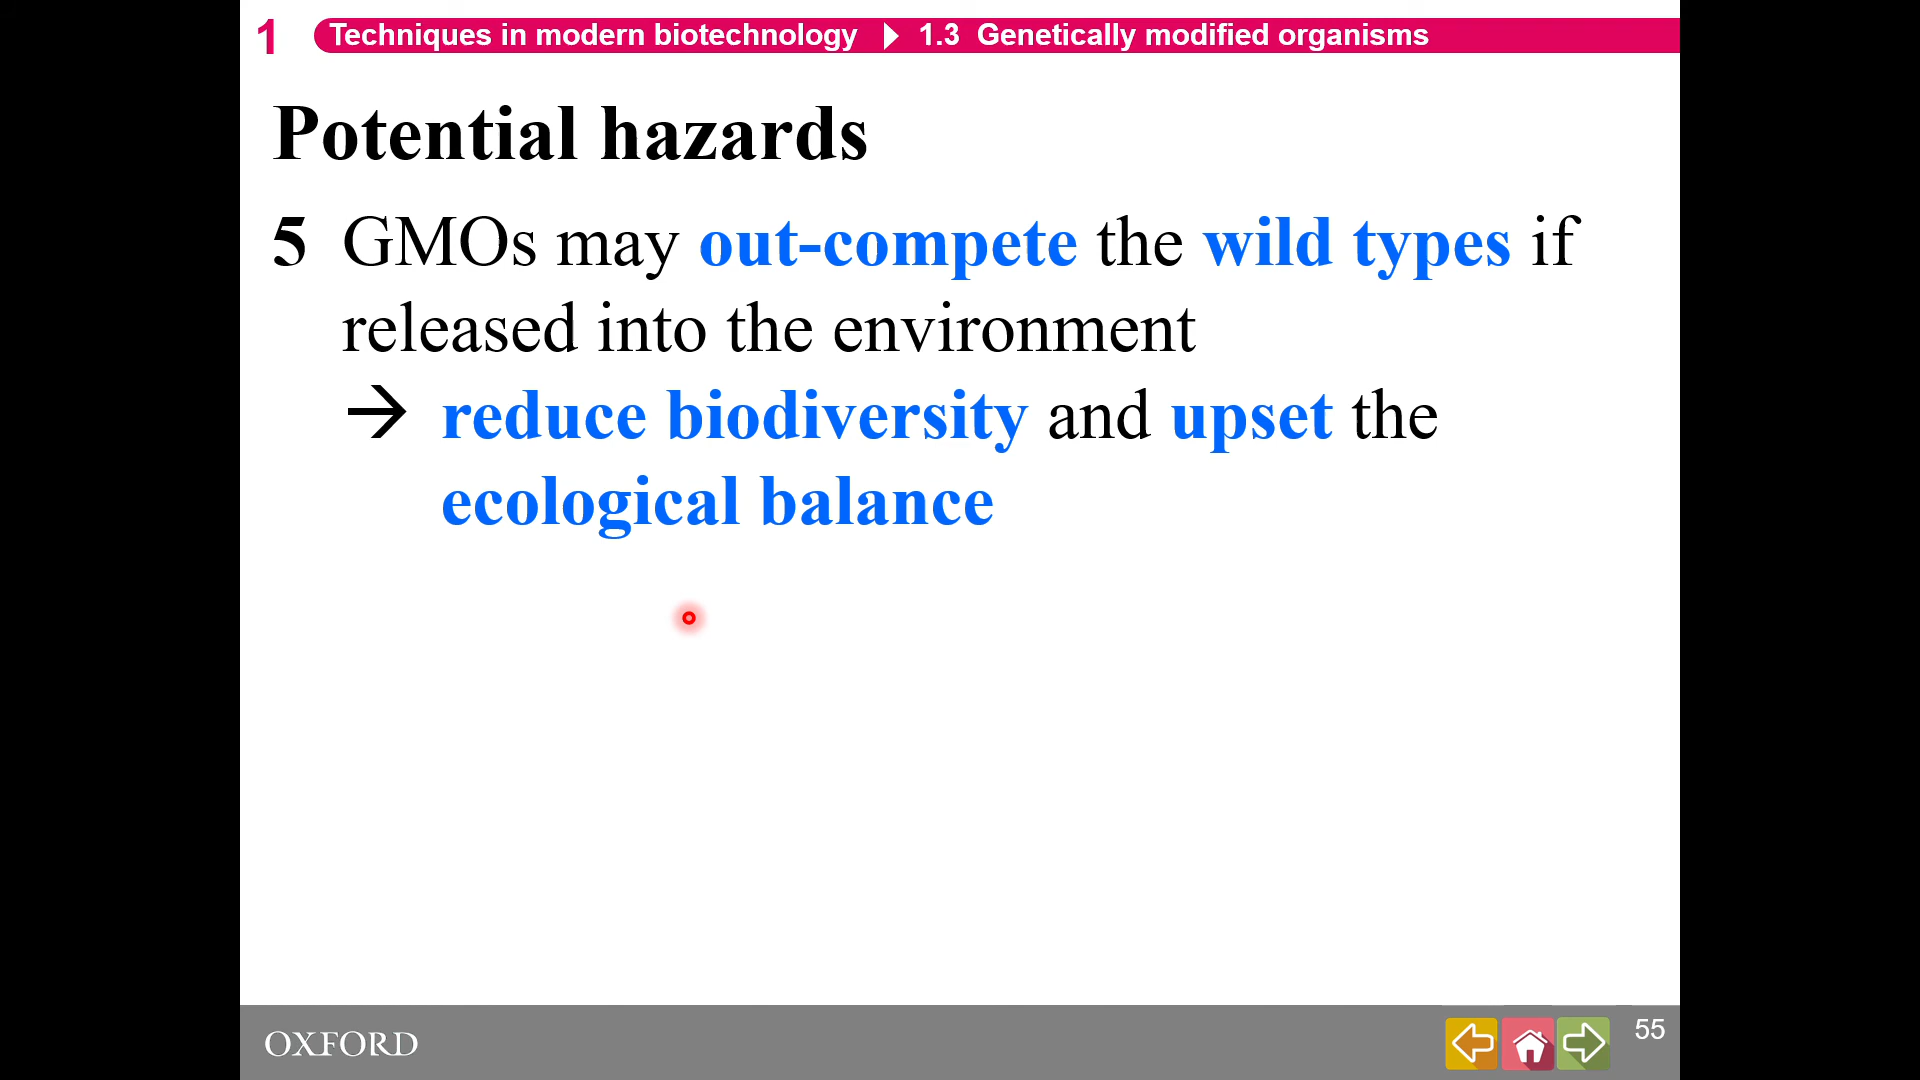 1 Techniques in modern biotechnology 1.3 Genetically modified organisms
Potential hazards
5 GMOs may out-compete the wild types if
released into the environment
→ reduce biodiversity and upset the
ecological balance
OXFORD
55